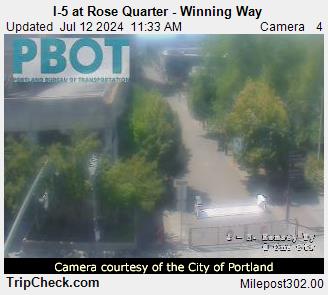 I-5 at Rose Quarter - Winning Way
Updated Jul 12 2024 11:33 AM Camera 4
PBOT
PORTLAND BUREAU OF TRANSPORTATION
Camera courtesy of the City of Portland
TripCheck.com Milepost302.00